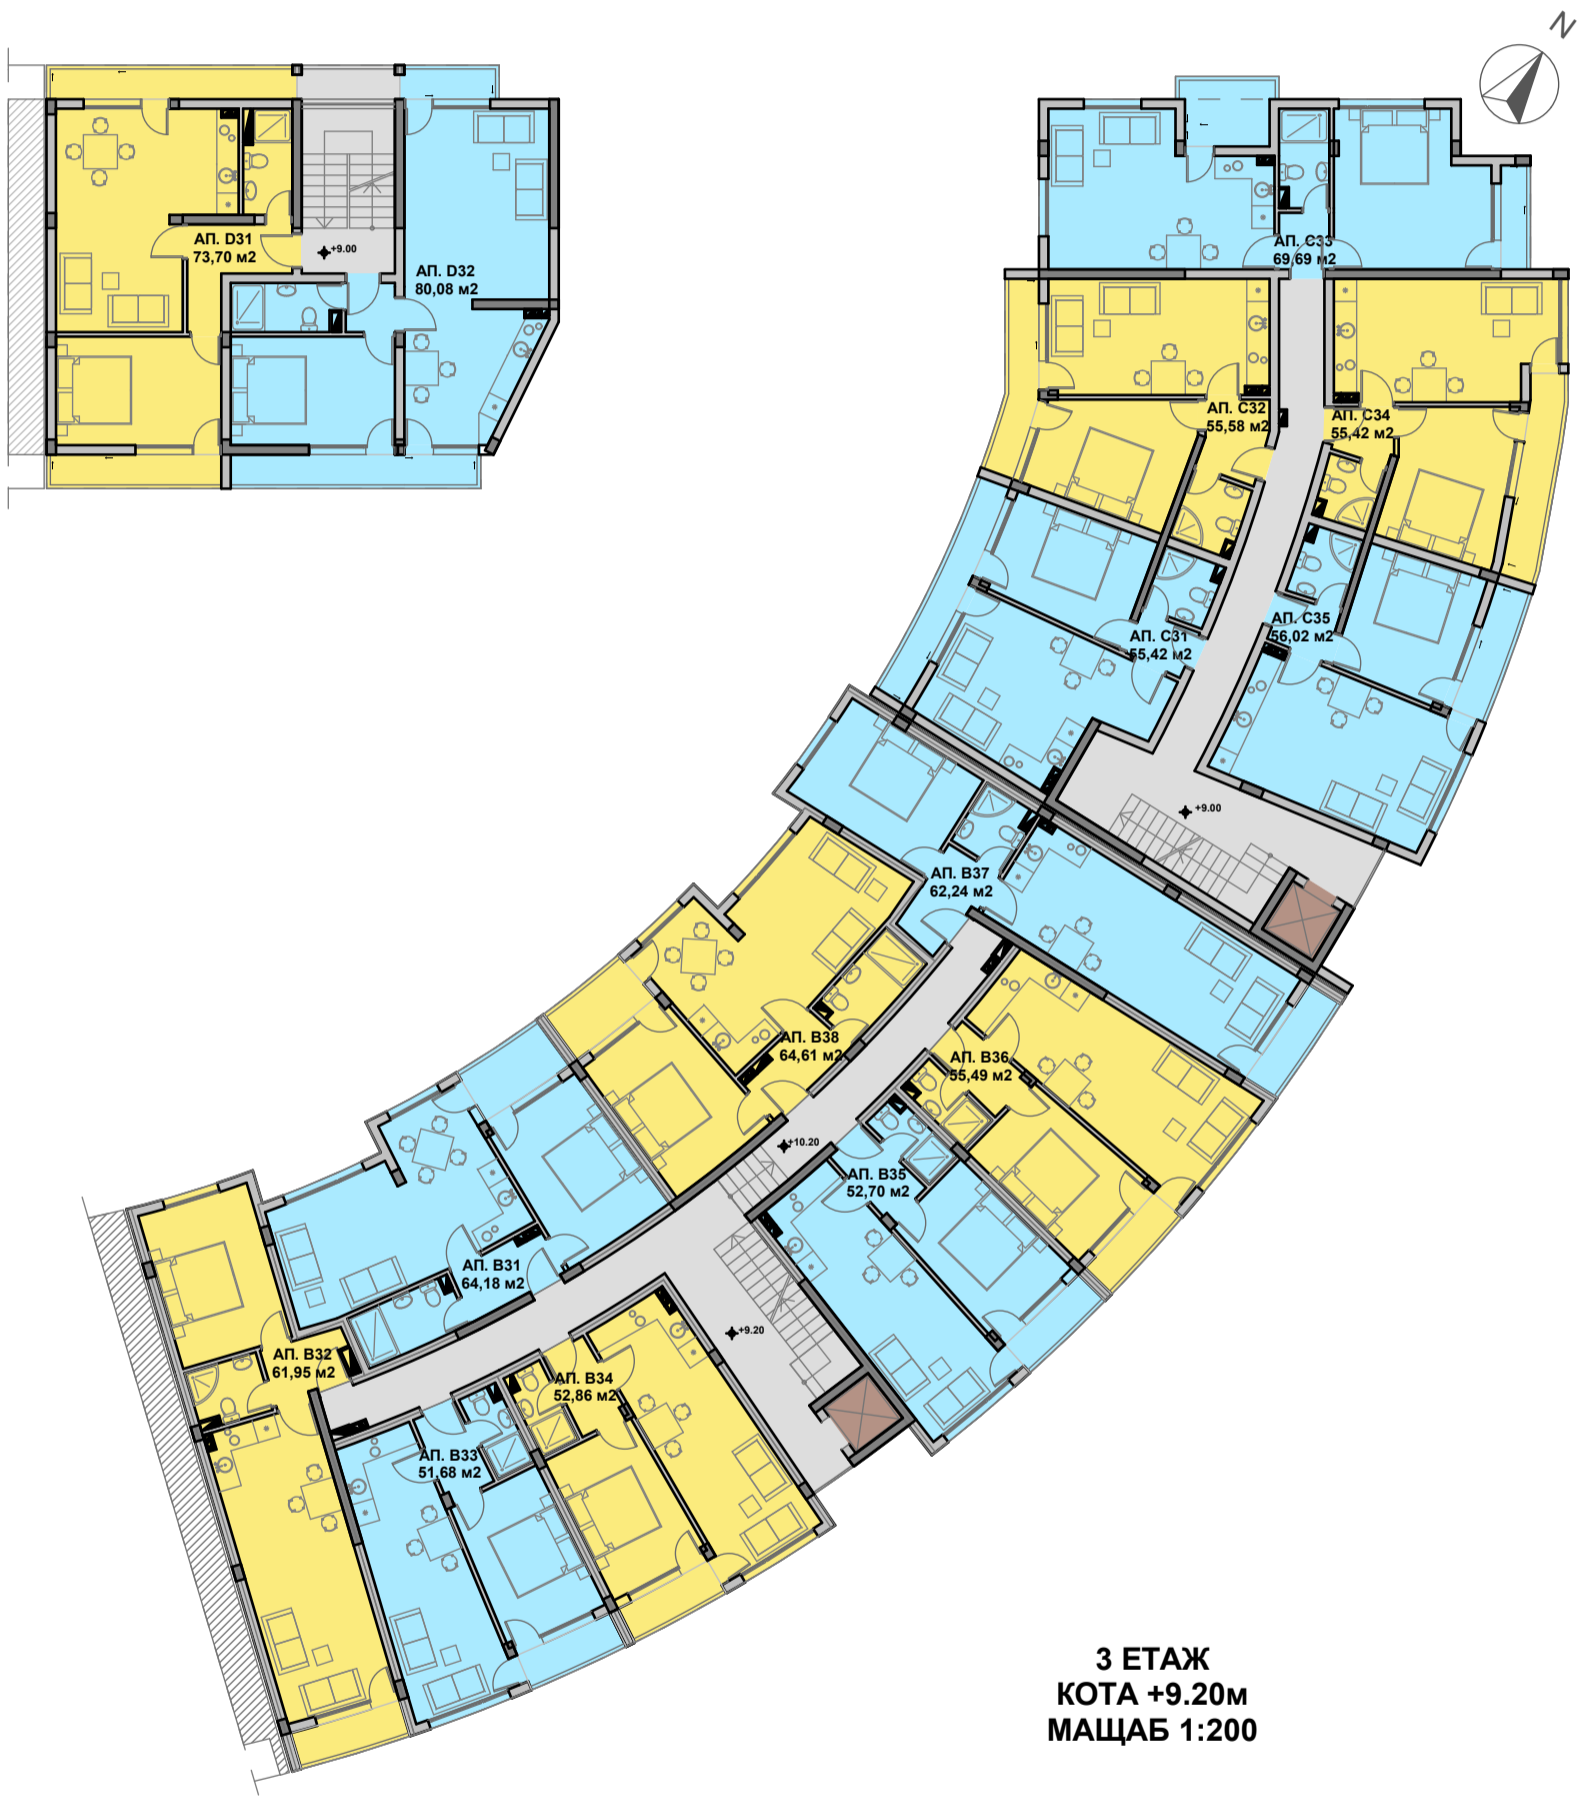 N
АП. D31
73,70 м2
+9.00
АП. D32
80,08 м2
АП. C33
69,69 м2
АП. C32
55,58 м2
АП. C34
55,42 м2
АП. C31
55,42 м2
АП. C35
56,02 м2
+9.00
АП. B37
62,24 м2
АП. B38
64,61 м2
АП. B36
55,49 м2
+10.20
АП. B35
52,70 м2
АП. B31
64,18 м2
+9.20
АП. B32
61,95 м2
АП. B34
52,86 м2
АП. B33
51,68 м2
3 ЕТАЖ
КОТА +9.20м
МАЩАБ 1:200